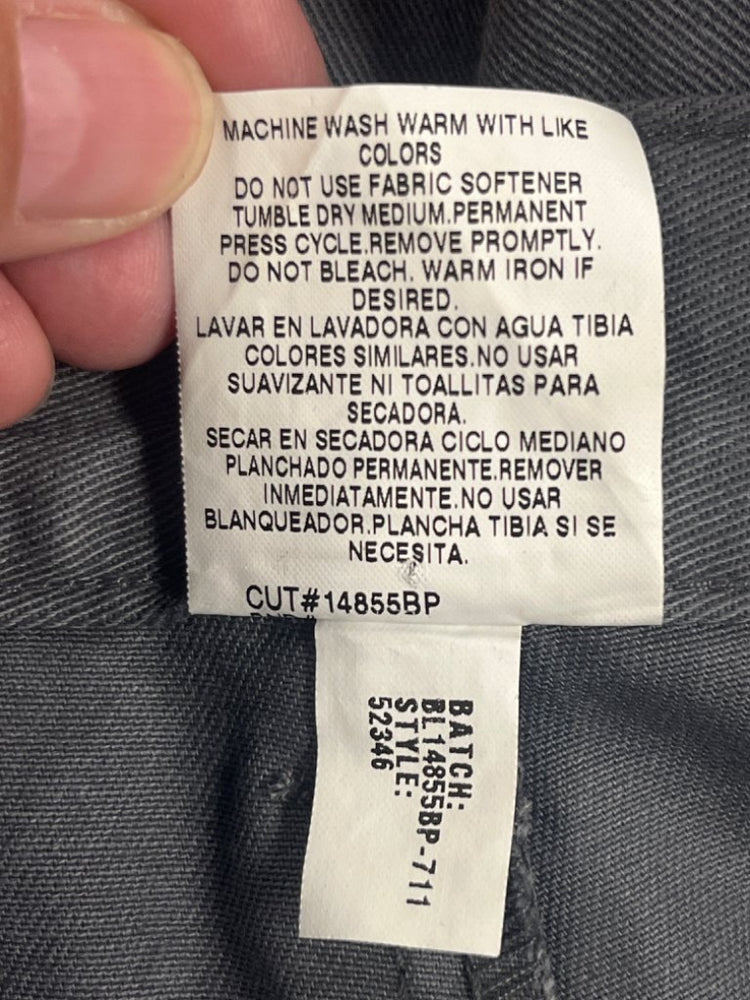 MACHINE WASH WARM WITH LIKE
COLORS
DO NOT USE FABRIC SOFTENER
TUMBLE DRY MEDIUM.PERMANENT
PRESS CYCLE.REMOVE PROMPTLY.
DO NOT BLEACH. WARM IRON IF
DESIRED.
LAVAR EN LAVADORA CON AGUA TIBIA
COLORES SIMILARES.NO USAR
SUAVIZANTE NI TOALLITAS PARA
SECADORA.
SECAR EN SECADORA CICLO MEDIANO
PLANCHADO PERMANENTE.REMOVER
INMEDIATAMENTE.NO USAR
BLANQUEADOR.PLANCHA TIBIA SI SE
NECESITA.
CUT#14855BP
BATCH:
BL14855BP-711
STYLE:
52346